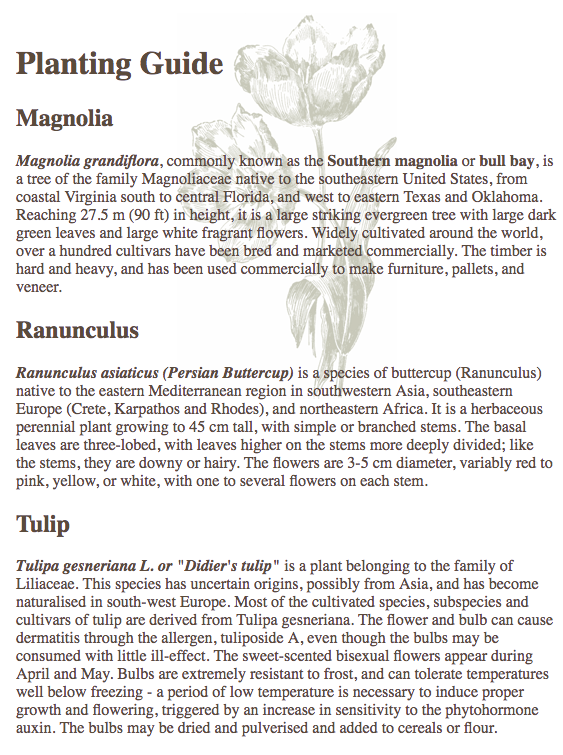 Planting Guide
Magnolia
Magnolia grandiflora, commonly known as the Southern magnolia or bull bay, is
a tree of the family Magnoliaceae native to the southeastern United States, from
coastal Virginia south to central Florida, and west to eastern Texas and Oklahoma.
Reaching 27.5 m (90 ft) in height, it is a large striking evergreen tree with large dark
green leaves and large white fragrant flowers. Widely cultivated around the world,
over a hundred cultivars have been bred and marketed commercially. The timber is
hard and heavy, and has been used commercially to make furniture, pallets, and
veneer.
Ranunculus
Ranunculus asiaticus (Persian Buttercup) is a species of buttercup (Ranunculus)
native to the eastern Mediterranean region in southwestern Asia, southeastern
Europe (Crete, Karpathos and Rhodes), and northeastern Africa. It is a herbaceous
perennial plant growing to 45 cm tall, with simple or branched stems. The basal
leaves are three-lobed, with leaves higher on the stems more deeply divided; like
the stems, they are downy or hairy. The flowers are 3-5 cm diameter, variably red to
pink, yellow, or white, with one to several flowers on each stem.
Tulip
Tulipa gesneriana L. or "Didier's tulip" is a plant belonging to the family of
Liliaceae. This species has uncertain origins, possibly from Asia, and has become
naturalised in south-west Europe. Most of the cultivated species, subspecies and
cultivars of tulip are derived from Tulipa gesneriana. The flower and bulb can cause
dermatitis through the allergen, tuliposide A, even though the bulbs may be
consumed with little ill-effect. The sweet-scented bisexual flowers appear during
April and May. Bulbs are extremely resistant to frost, and can tolerate temperatures
well below freezing - a period of low temperature is necessary to induce proper
growth and flowering, triggered by an increase in sensitivity to the phytohormone
auxin. The bulbs may be dried and pulverised and added to cereals or flour.